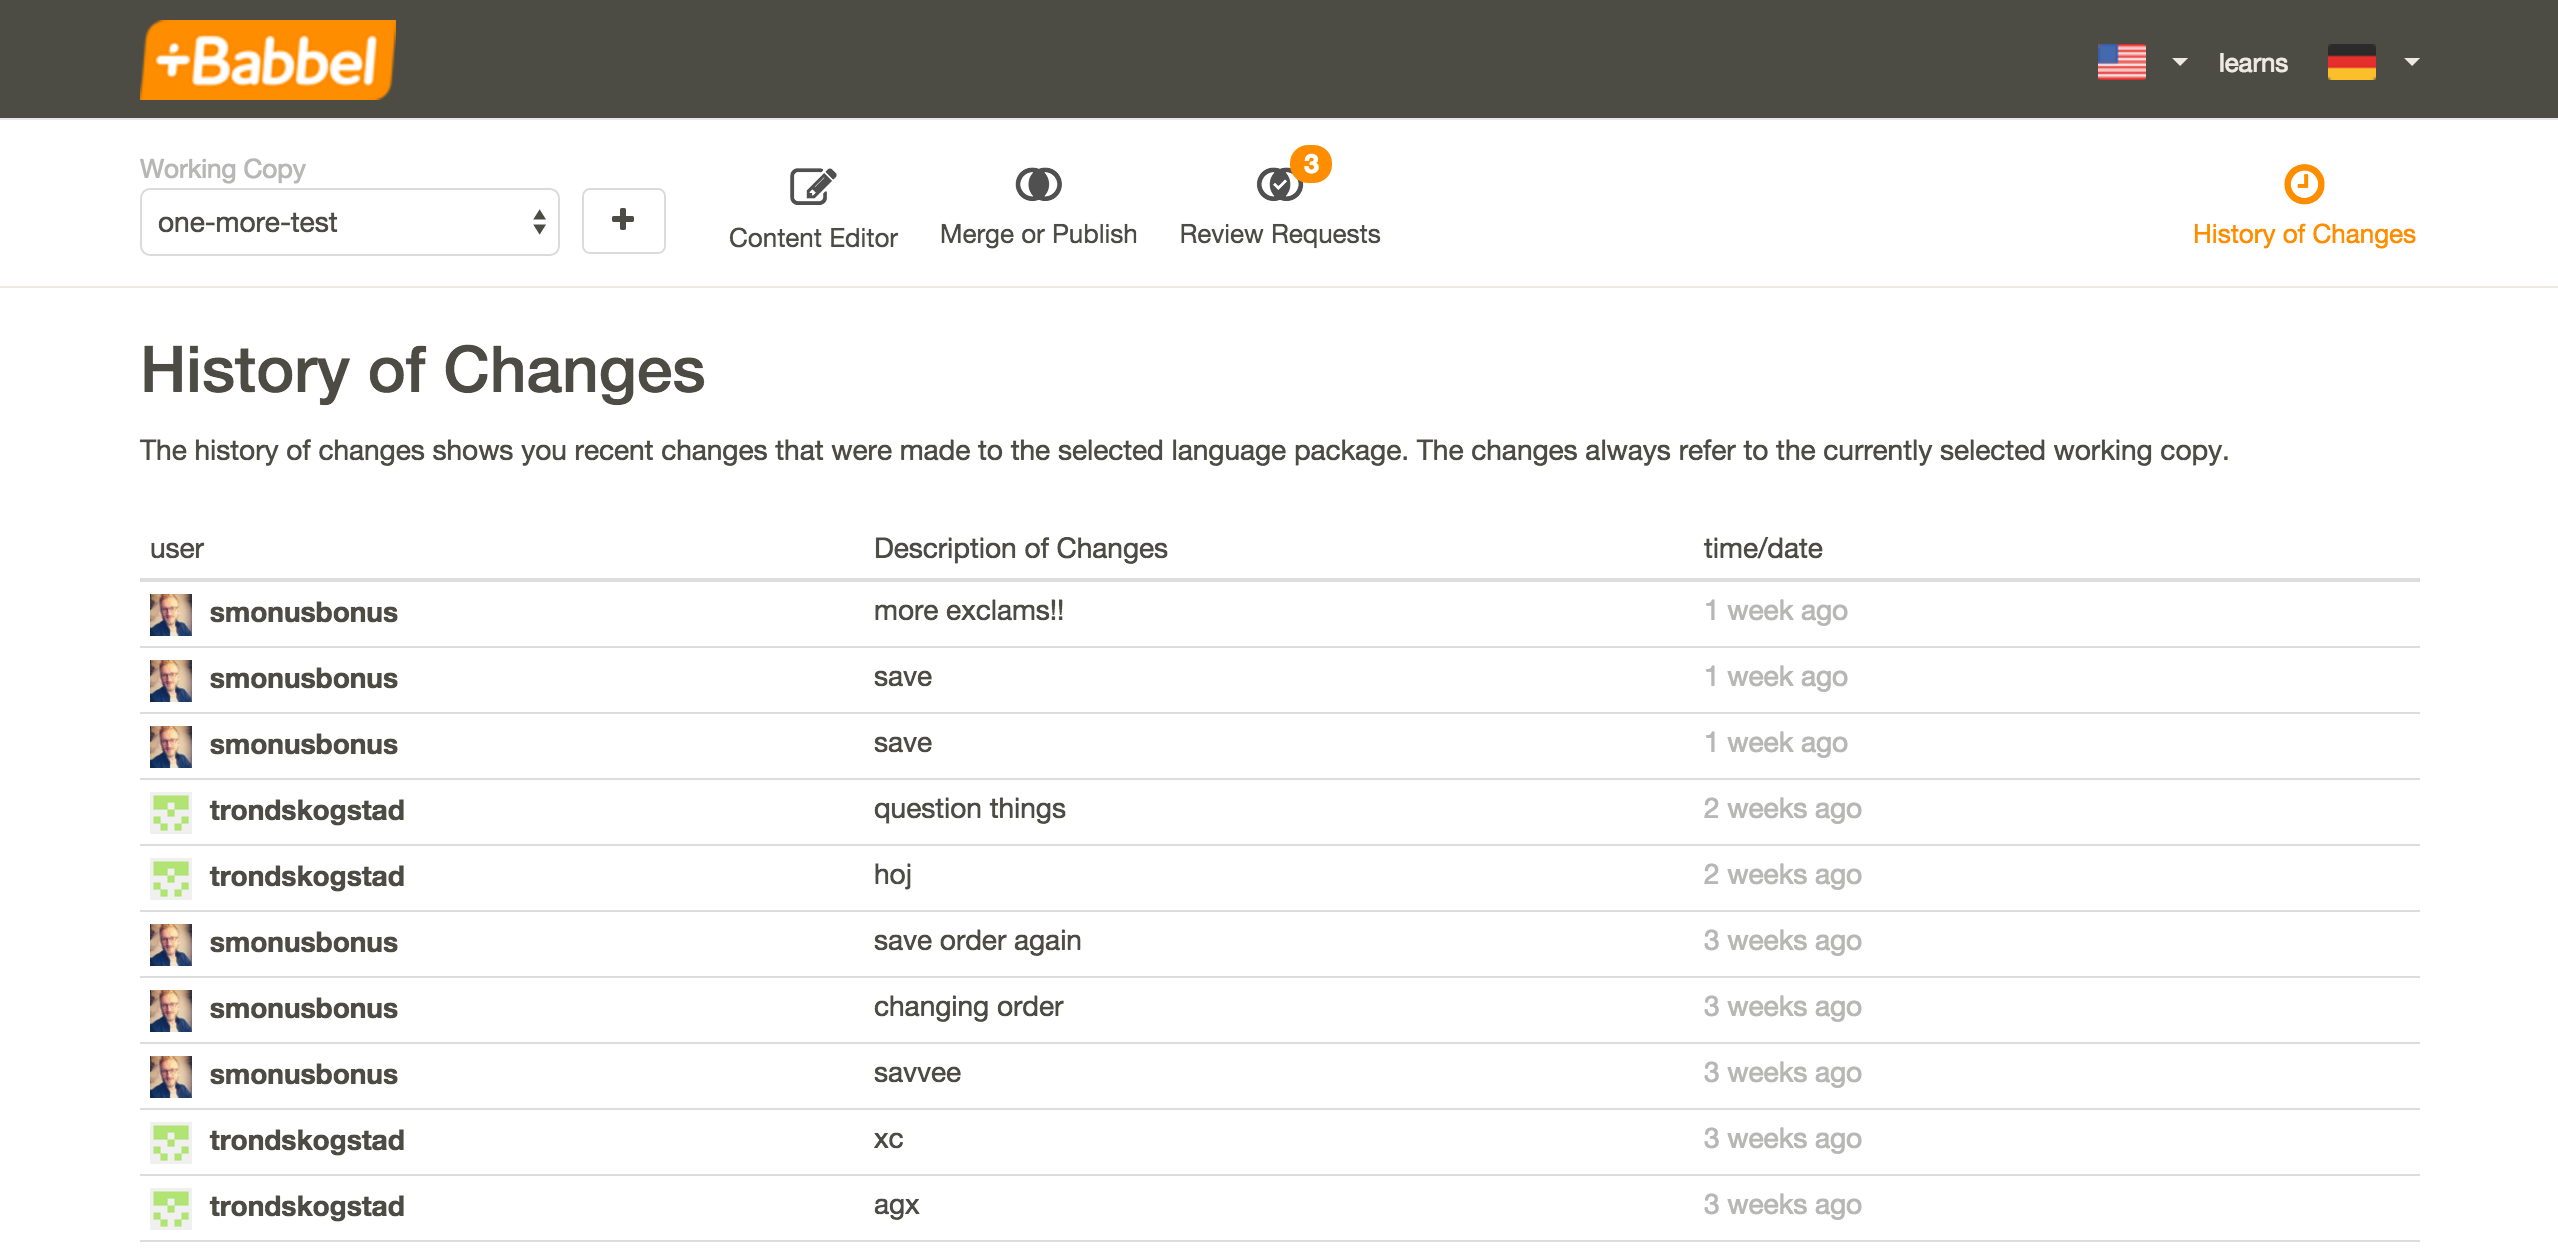 +Babbel
learns
Working Copy
one-more-test
Content Editor
Merge or Publish
3
Review Requests
History of Changes
History of Changes
The history of changes shows you recent changes that were made to the selected language package. The changes always refer to the currently selected working copy.
user Description of Changes time/date
smonusbonus more exclams!! 1 week ago
smonusbonus save 1 week ago
smonusbonus save 1 week ago
trondskogstad question things 2 weeks ago
trondskogstad hoj 2 weeks ago
smonusbonus save order again 3 weeks ago
smonusbonus changing order 3 weeks ago
smonusbonus savvee 3 weeks ago
trondskogstad xc 3 weeks ago
trondskogstad agx 3 weeks ago